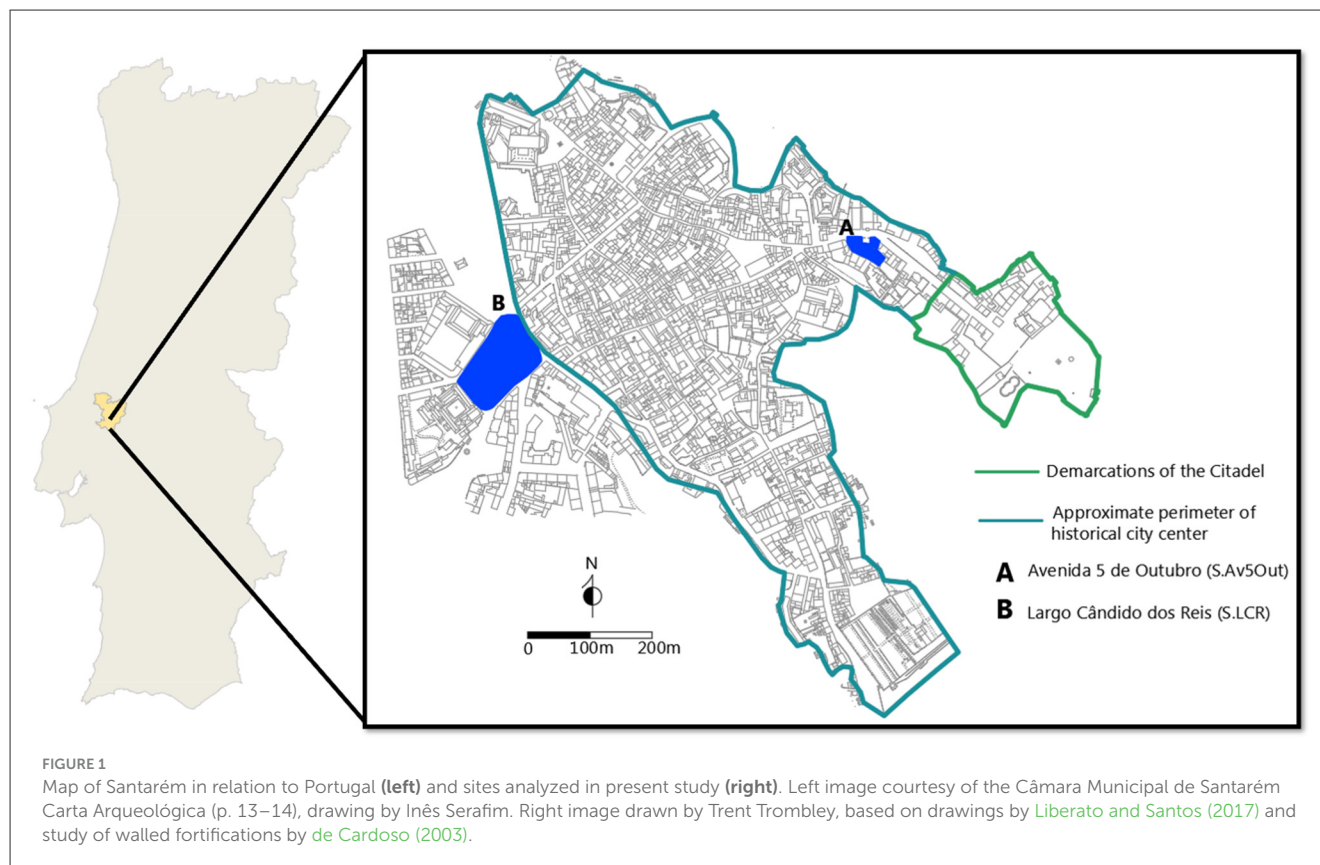 A
B
Demarcations of the Citadel
Approximate perimeter of
historical city center
A Avenida 5 de Outubro (S.Av5Out)
B Largo Cândido dos Reis (S.LCR)
N
0 100m 200m
FIGURE 1
Map of Santarém in relation to Portugal (left) and sites analyzed in present study (right). Left image courtesy of the Câmara Municipal de Santarém
Carta Arqueológica (p. 13–14), drawing by Inês Serafim. Right image drawn by Trent Trombley, based on drawings by Liberato and Santos (2017) and
study of walled fortifications by de Cardoso (2003).